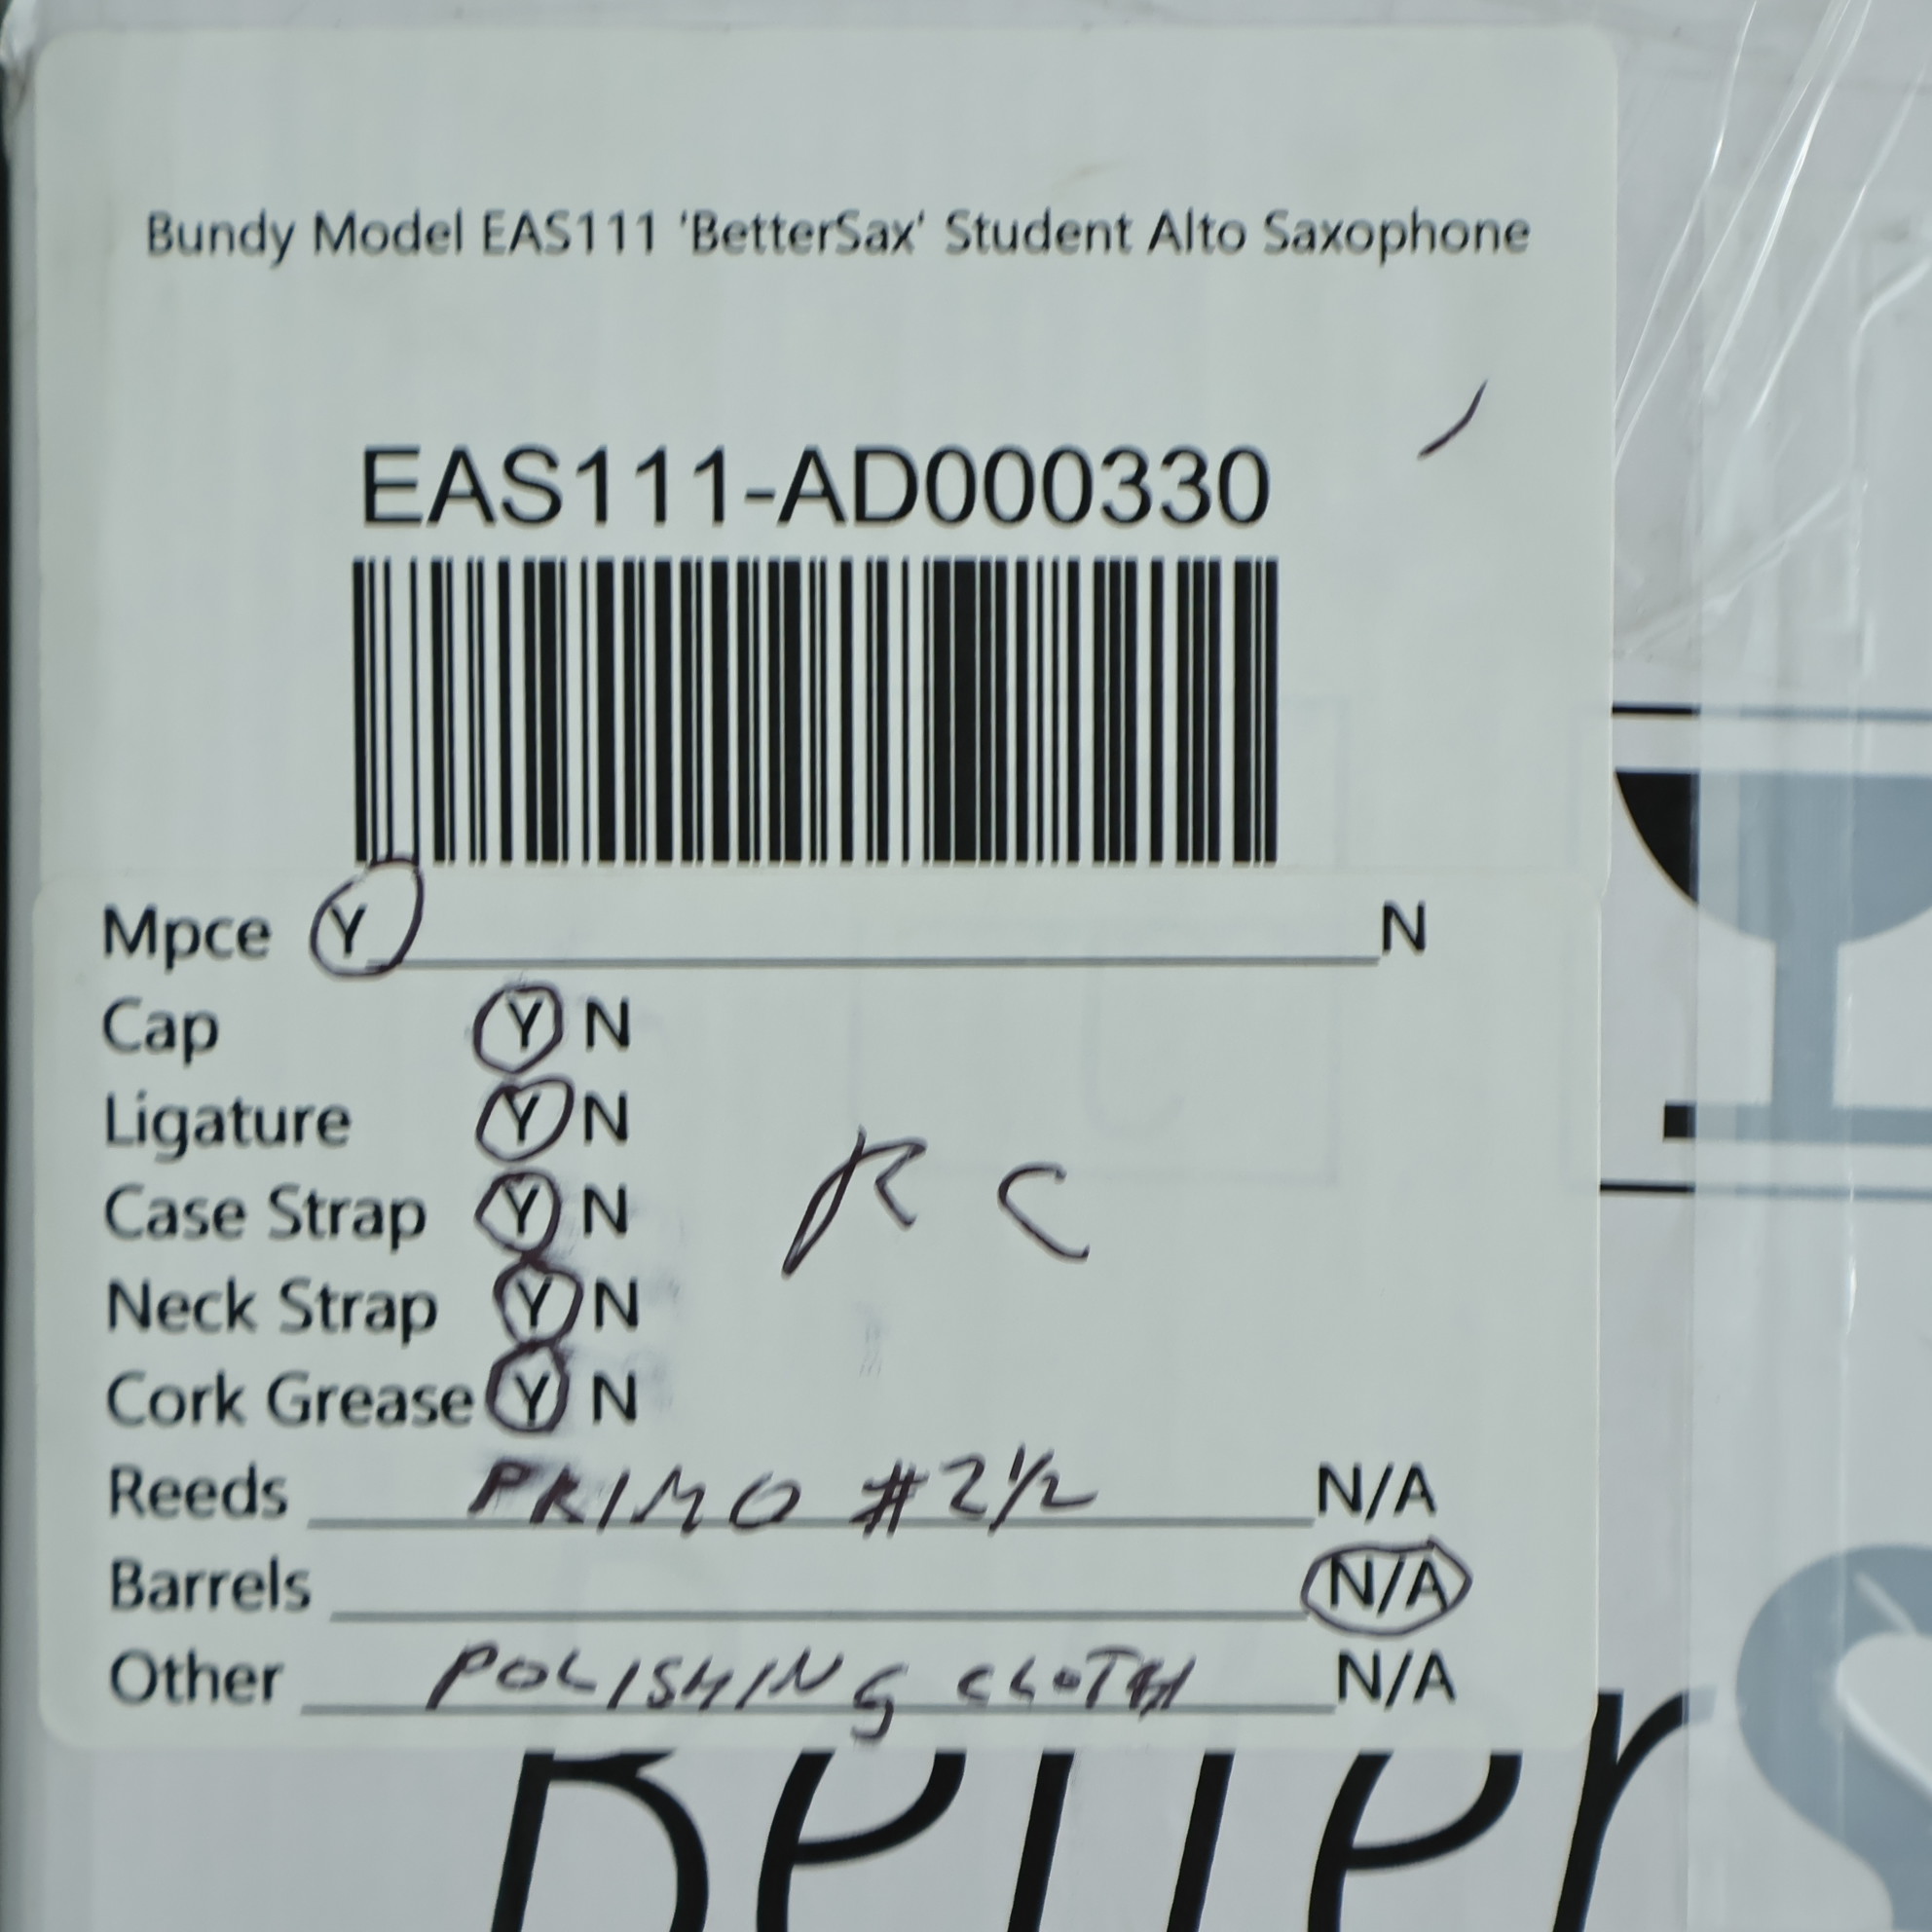 Bundy Model EAS111 'BetterSax' Student Alto Saxophone
EAS111-AD000330
Mpce Y N
Cap Y N
Ligature Y N
Case Strap Y N
RC
Neck Strap Y N
Cork Grease Y N
Reeds PRIMO #2½ N/A
Barrels N/A
Other POLISHING CLOTH N/A
Better
S